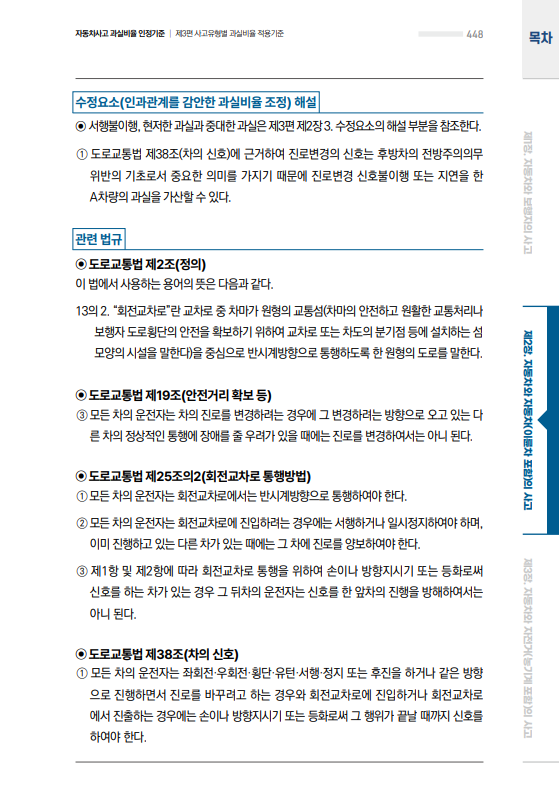 자동차사고 과실비율 인정기준 | 제3편 사고유형별 과실비율 적용기준
448
목차
수정요소(인과관계를 감안한 과실비율 조정) 해설
◉ 서행불이행, 현저한 과실과 중대한 과실은 제3편 제2장 3. 수정요소의 해설 부분을 참조한다.
① 도로교통법 제38조(차의 신호)에 근거하여 진로변경의 신호는 후방차의 전방주의의무
위반의 기초로서 중요한 의미를 가지기 때문에 진로변경 신호불이행 또는 지연을 한
A차량의 과실을 가산할 수 있다.
관련 법규
◉ 도로교통법 제2조(정의)
이 법에서 사용하는 용어의 뜻은 다음과 같다.
13의 2. “회전교차로”란 교차로 중 차마가 원형의 교통섬(차마의 안전하고 원활한 교통처리나
보행자 도로횡단의 안전을 확보하기 위하여 교차로 또는 차도의 분기점 등에 설치하는 섬
모양의 시설을 말한다)을 중심으로 반시계방향으로 통행하도록 한 원형의 도로를 말한다.
◉ 도로교통법 제19조(안전거리 확보 등)
③ 모든 차의 운전자는 차의 진로를 변경하려는 경우에 그 변경하려는 방향으로 오고 있는 다
른 차의 정상적인 통행에 장애를 줄 우려가 있을 때에는 진로를 변경하여서는 아니 된다.
◉ 도로교통법 제25조의2(회전교차로 통행방법)
① 모든 차의 운전자는 회전교차로에서는 반시계방향으로 통행하여야 한다.
② 모든 차의 운전자는 회전교차로에 진입하려는 경우에는 서행하거나 일시정지하여야 하며,
이미 진행하고 있는 다른 차가 있는 때에는 그 차에 진로를 양보하여야 한다.
③ 제1항 및 제2항에 따라 회전교차로 통행을 위하여 손이나 방향지시기 또는 등화로써
신호를 하는 차가 있는 경우 그 뒤차의 운전자는 신호를 한 앞차의 진행을 방해하여서는
아니 된다.
◉ 도로교통법 제38조(차의 신호)
① 모든 차의 운전자는 좌회전·우회전·횡단·유턴·서행·정지 또는 후진을 하거나 같은 방향
으로 진행하면서 진로를 바꾸려고 하는 경우와 회전교차로에 진입하거나 회전교차로
에서 진출하는 경우에는 손이나 방향지시기 또는 등화로써 그 행위가 끝날 때까지 신호를
하여야 한다.
제1장. 자동차와 보행자의 사고
제2장. 자동차와 자동차(이륜차 포함)의 사고
제3장. 자동차와 자전거(농기계 포함)의 사고